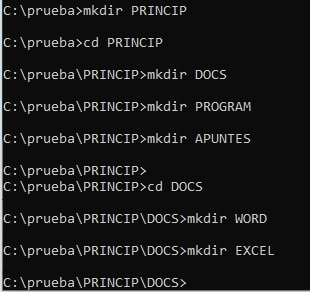 C:\prueba>mkdir PRINCIP
C:\prueba>cd PRINCIP
C:\prueba\PRINCIP>mkdir DOCS
C:\prueba\PRINCIP>mkdir PROGRAM
C:\prueba\PRINCIP>mkdir APUNTES
C:\prueba\PRINCIP>
C:\prueba\PRINCIP>cd DOCS
C:\prueba\PRINCIP\DOCS>mkdir WORD
C:\prueba\PRINCIP\DOCS>mkdir EXCEL
C:\prueba\PRINCIP\DOCS>